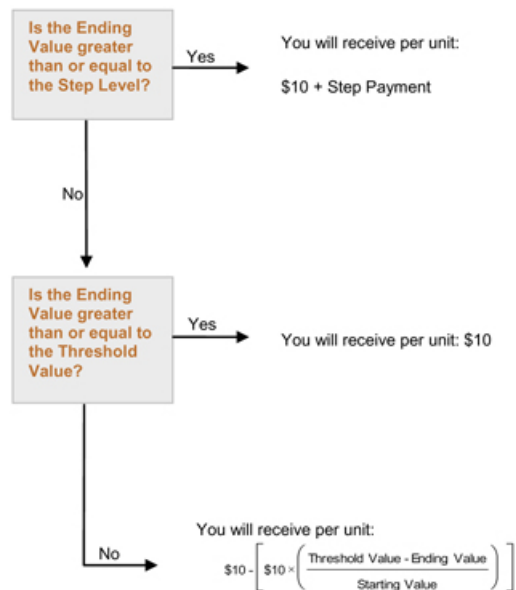 Is the Ending
Value greater
than or equal to
the Step Level?
Yes
You will receive per unit:
$10 + Step Payment
No
Is the Ending
Value greater
than or equal to
the Threshold
Value?
Yes
You will receive per unit: $10
No
You will receive per unit:
$10 - [ $10 × ( Threshold Value - Ending Value
Starting Value ) ]